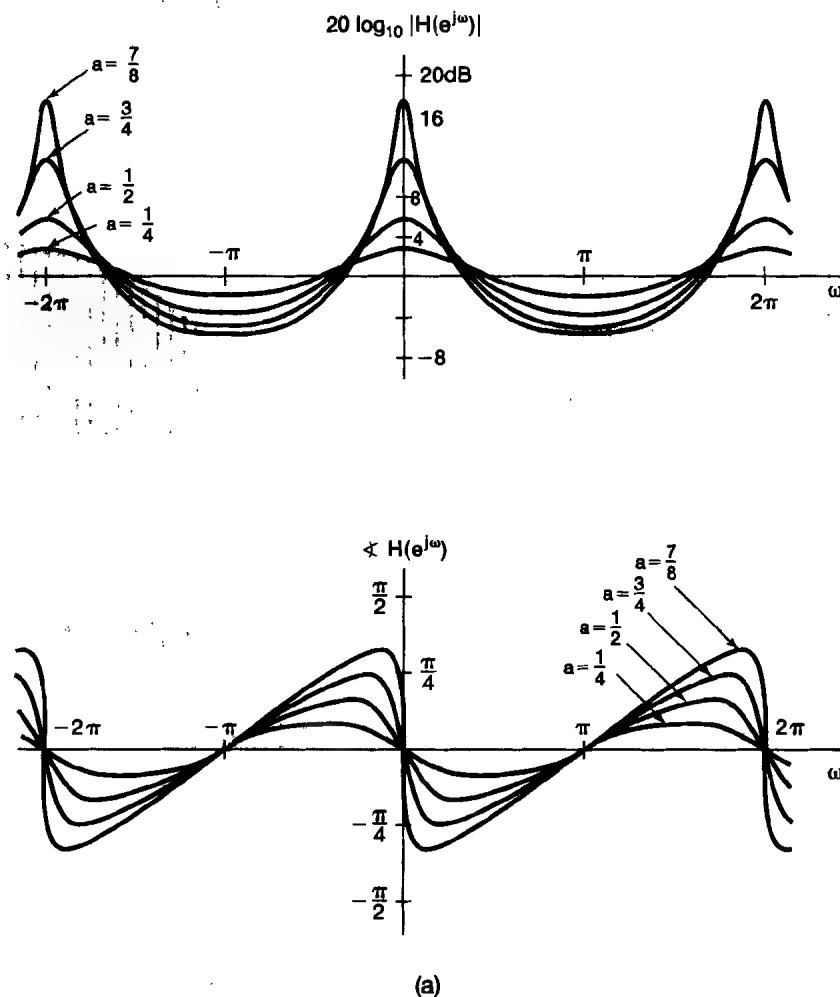 20 log₁₀ |H(e^jω)|
a= 7/8
20dB
a= 3/4
16
a= 1/2
8
a= 1/4
4
-π
π
-2π
2π
ω
-8
∢ H(e^jω)
a= 7/8
π/2
a= 3/4
a= 1/2
π/4
a= 1/4
-2π
-π
π
2π
ω
-π/4
-π/2
(a)